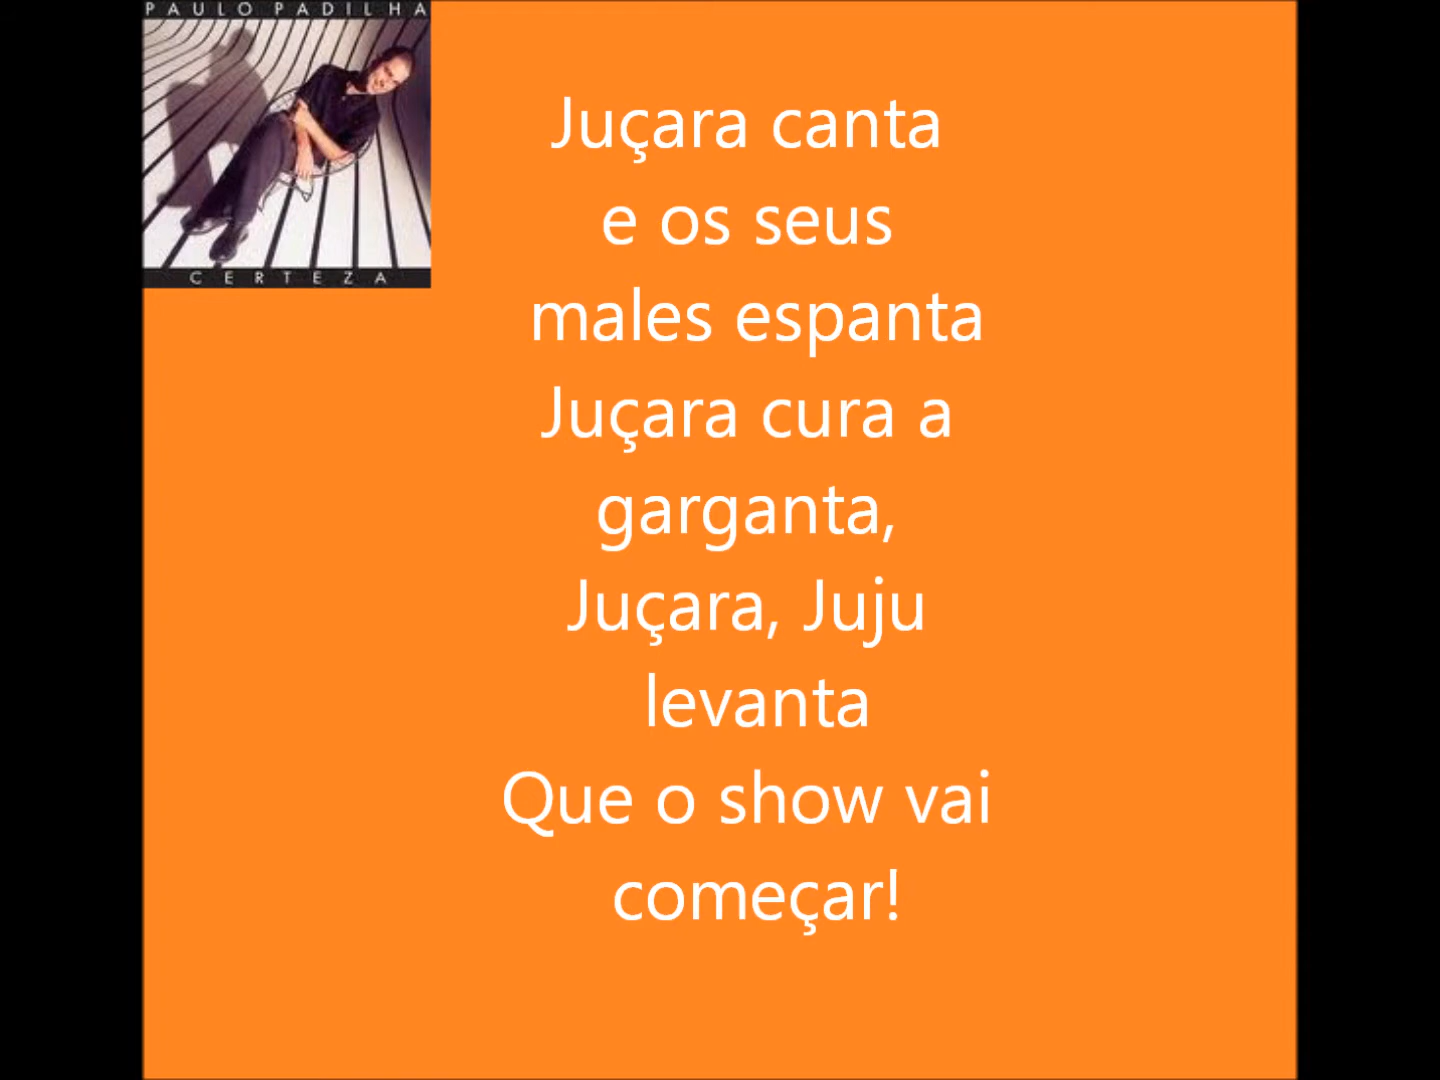 PAULO PADILHA
CERTEZA
Juçara canta
e os seus
males espanta
Juçara cura a
garganta,
Juçara, Juju
levanta
Que o show vai
começar!